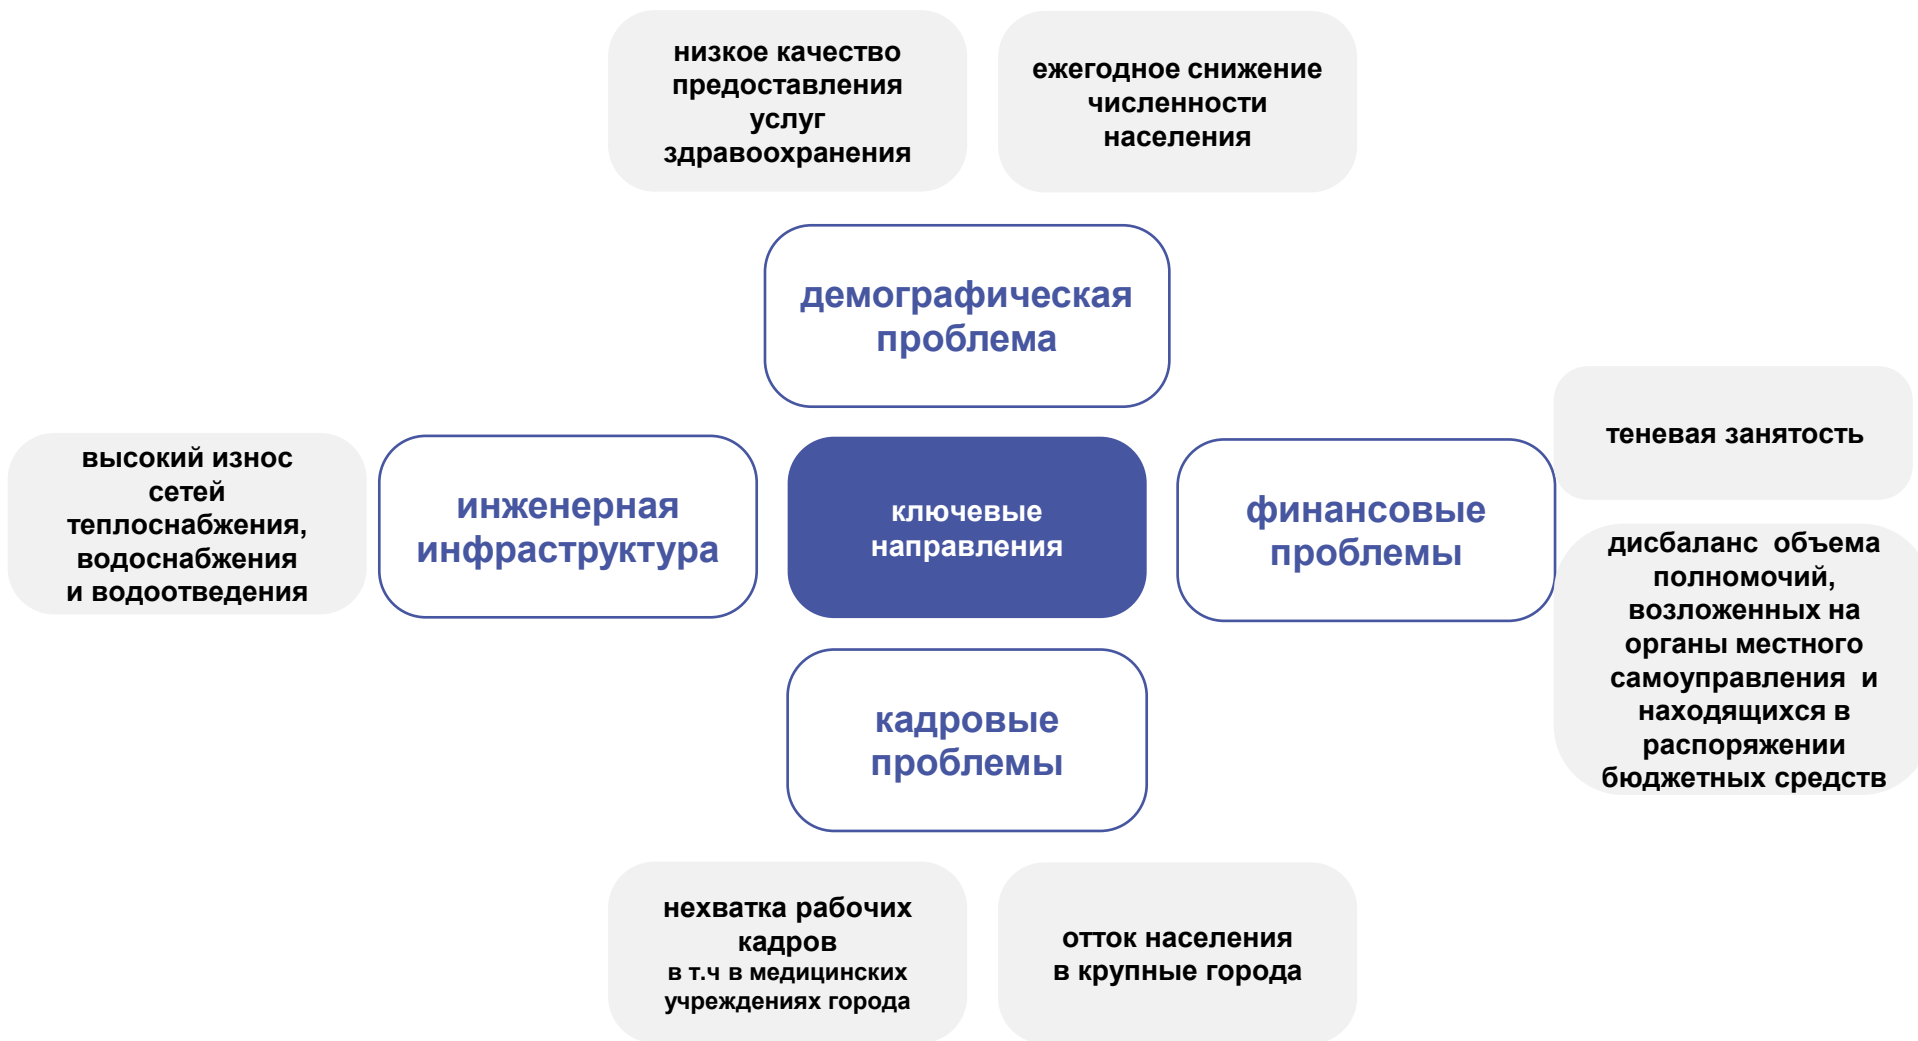 низкое качество
предоставления
услуг
здравоохранения
ежегодное снижение
численности
населения
демографическая
проблема
высокий износ
сетей
теплоснабжения,
водоснабжения
и водоотведения
инженерная
инфраструктура
ключевые
направления
финансовые
проблемы
теневая занятость
дисбаланс объема
полномочий,
возложенных на
органы местного
самоуправления и
находящихся в
распоряжении
бюджетных средств
кадровые
проблемы
нехватка рабочих
кадров
в т.ч в медицинских
учреждениях города
отток населения
в крупные города